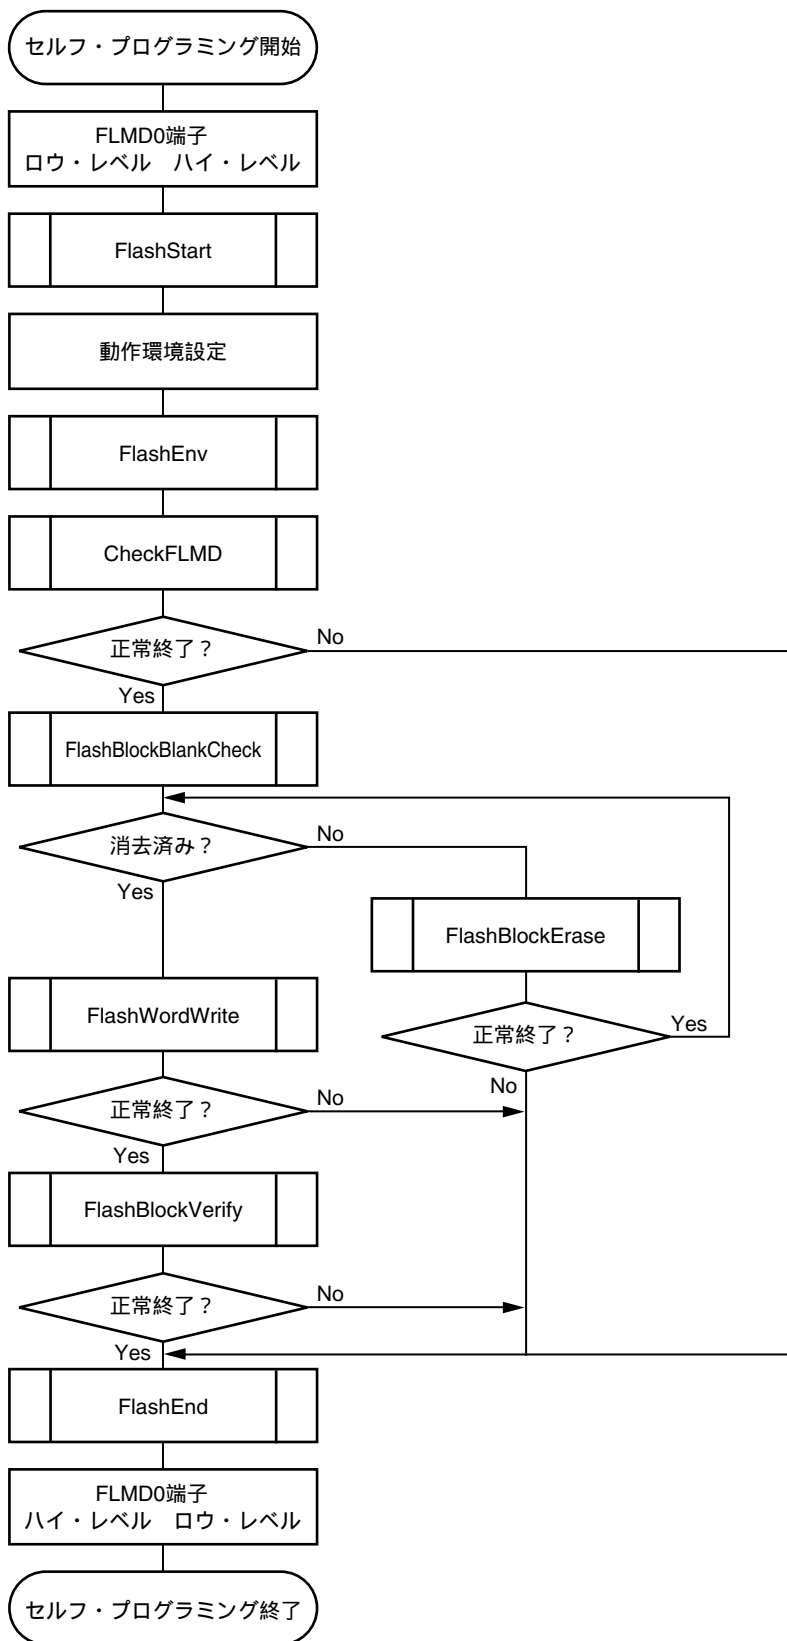 セルフ・プログラミング開始
FLMD0端子
ロウ・レベル　ハイ・レベル
FlashStart
動作環境設定
FlashEnv
CheckFLMD
正常終了？
No
Yes
FlashBlockBlankCheck
消去済み？
No
Yes
FlashBlockErase
FlashWordWrite
正常終了？
Yes
No
正常終了？
No
Yes
FlashBlockVerify
正常終了？
No
Yes
FlashEnd
FLMD0端子
ハイ・レベル　ロウ・レベル
セルフ・プログラミング終了